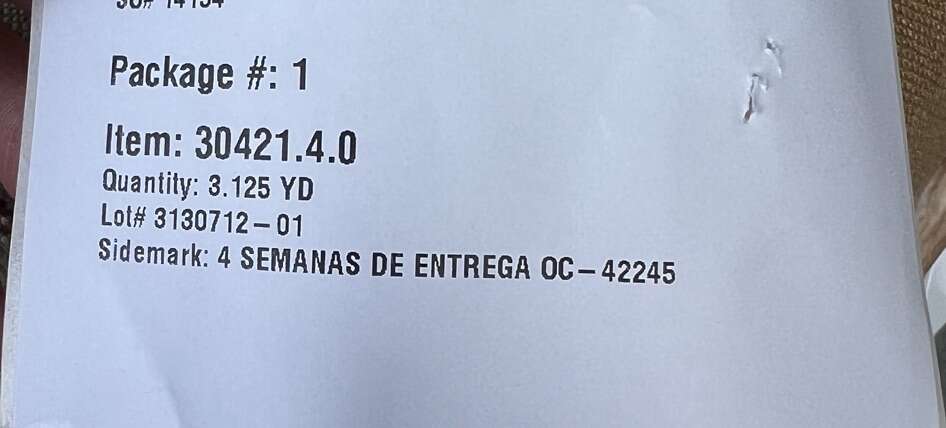 Package #: 1
Item: 30421.4.0
Quantity: 3.125 YD
Lot# 3130712-01
Sidemark: 4 SEMANAS DE ENTREGA OC-42245